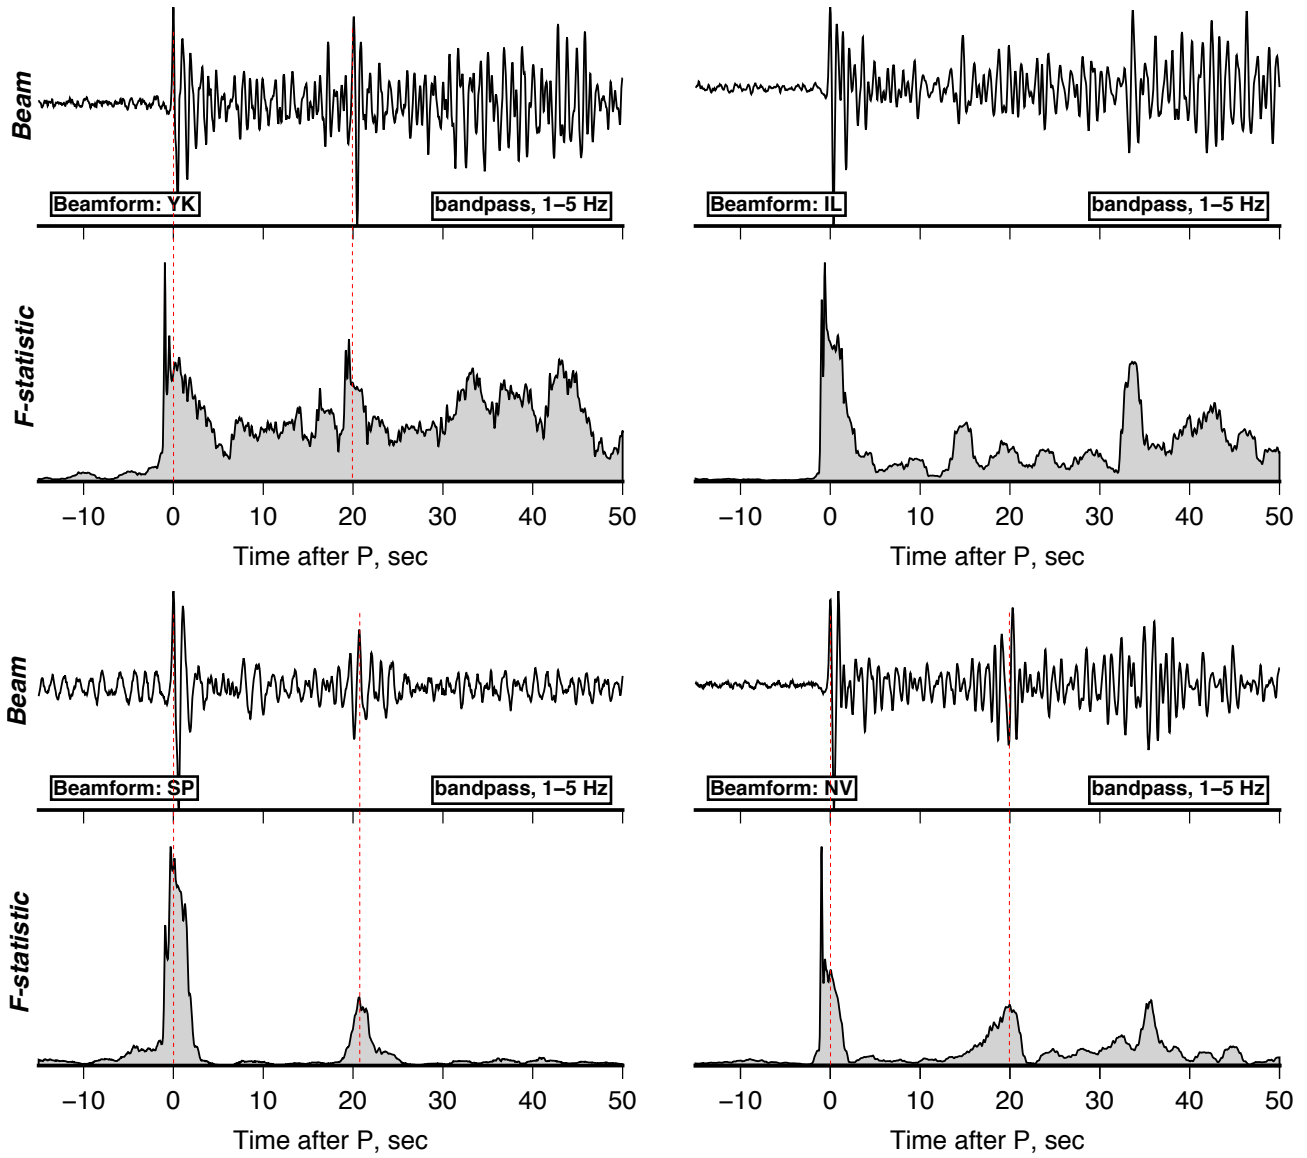 Beam
Beamform: YK
bandpass, 1–5 Hz
F-statistic
−10 0 10 20 30 40 50
Time after P, sec
Beamform: IL
bandpass, 1–5 Hz
−10 0 10 20 30 40 50
Time after P, sec
Beam
Beamform: SP
bandpass, 1–5 Hz
F-statistic
−10 0 10 20 30 40 50
Time after P, sec
Beamform: NV
bandpass, 1–5 Hz
−10 0 10 20 30 40 50
Time after P, sec